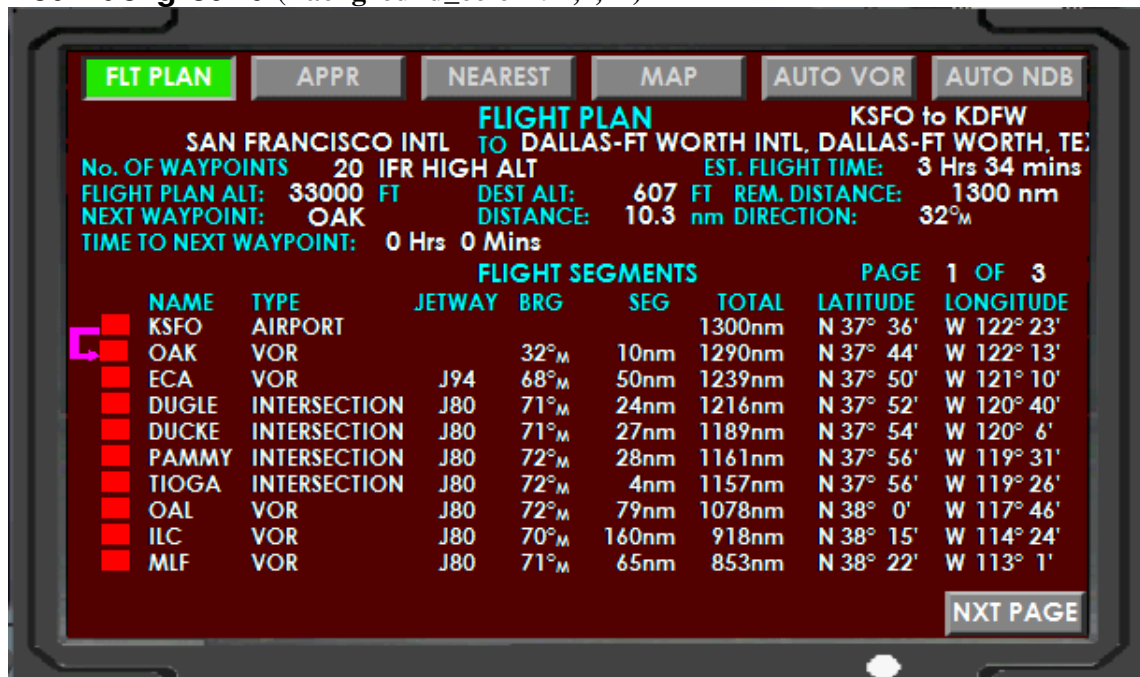 FLT PLAN APPR NEAREST MAP AUTO VOR AUTO NDB
FLIGHT PLAN KSFO to KDFW
SAN FRANCISCO INTL TO DALLAS-FT WORTH INTL, DALLAS-FT WORTH, TE
No. OF WAYPOINTS 20 IFR HIGH ALT EST. FLIGHT TIME: 3 Hrs 34 mins
FLIGHT PLAN ALT: 33000 FT DEST ALT: 607 FT REM. DISTANCE: 1300 nm
NEXT WAYPOINT: OAK DISTANCE: 10.3 nm DIRECTION: 32°M
TIME TO NEXT WAYPOINT: 0 Hrs 0 Mins
FLIGHT SEGMENTS PAGE 1 OF 3
NAME TYPE JETWAY BRG SEG TOTAL LATITUDE LONGITUDE
KSFO AIRPORT 1300nm N 37° 36' W 122° 23'
OAK VOR 32°M 10nm 1290nm N 37° 44' W 122° 13'
ECA VOR J94 68°M 50nm 1239nm N 37° 50' W 121° 10'
DUGLE INTERSECTION J80 71°M 24nm 1216nm N 37° 52' W 120° 40'
DUCKE INTERSECTION J80 71°M 27nm 1189nm N 37° 54' W 120° 6'
PAMMY INTERSECTION J80 72°M 28nm 1161nm N 37° 56' W 119° 31'
TIOGA INTERSECTION J80 72°M 4nm 1157nm N 37° 56' W 119° 26'
OAL VOR J80 72°M 79nm 1078nm N 38° 0' W 117° 46'
ILC VOR J80 70°M 160nm 918nm N 38° 15' W 114° 24'
MLF VOR J80 71°M 65nm 853nm N 38° 22' W 113° 1'
NXT PAGE